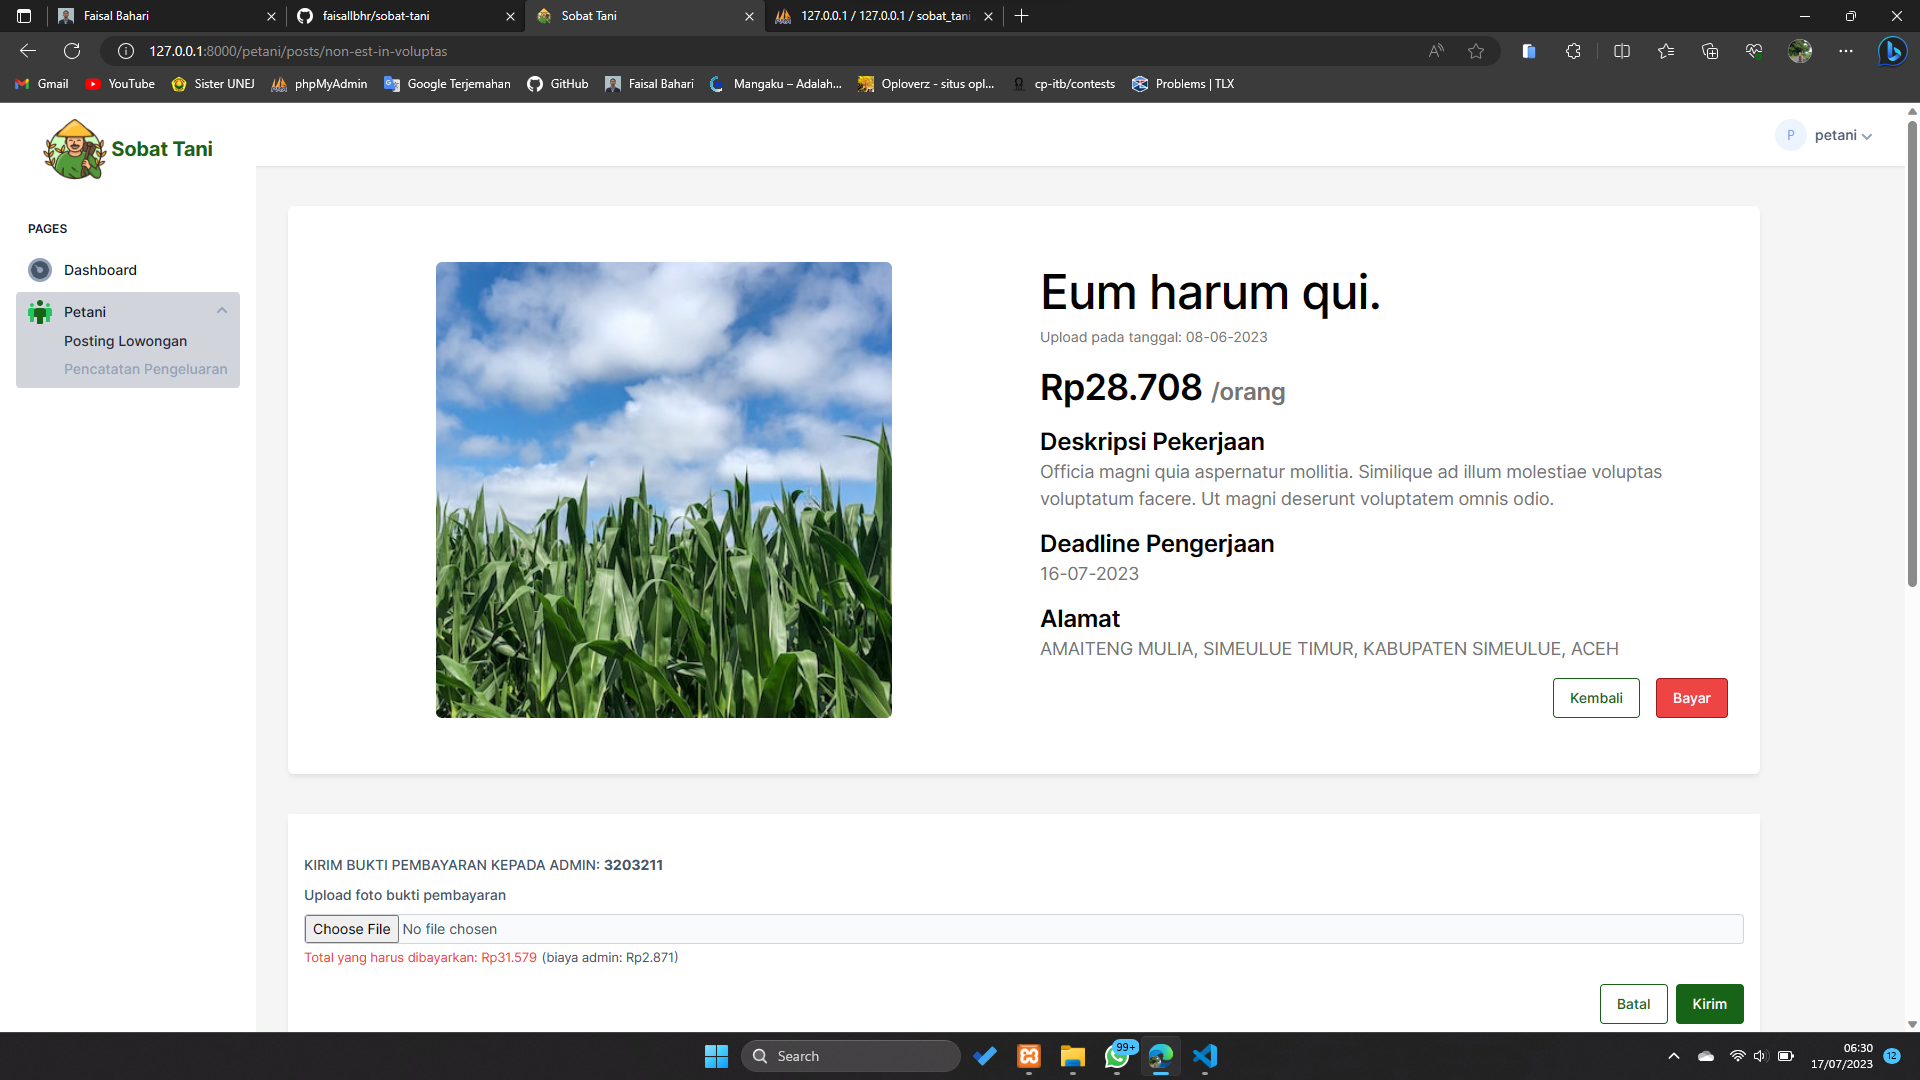 Faisal Bahari
faisallbhr/sobat-tani
Sobat Tani
127.0.0.1 / 127.0.0.1 / sobat_tani
127.0.0.1:8000/petani/posts/non-est-in-voluptas
Gmail
YouTube
Sister UNEJ
phpMyAdmin
Google Terjemahan
GitHub
Faisal Bahari
Mangaku – Adalah...
Oploverz - situs opl...
cp-itb/contests
Problems | TLX
Sobat Tani
P
petani
PAGES
Dashboard
Petani
Posting Lowongan
Pencatatan Pengeluaran
Eum harum qui.
Upload pada tanggal: 08-06-2023
Rp28.708 /orang
Deskripsi Pekerjaan
Officia magni quia aspernatur mollitia. Similique ad illum molestiae voluptas
voluptatum facere. Ut magni deserunt voluptatem omnis odio.
Deadline Pengerjaan
16-07-2023
Alamat
AMAITENG MULIA, SIMEULUE TIMUR, KABUPATEN SIMEULUE, ACEH
Kembali
Bayar
KIRIM BUKTI PEMBAYARAN KEPADA ADMIN: 3203211
Upload foto bukti pembayaran
Choose File No file chosen
Total yang harus dibayarkan: Rp31.579 (biaya admin: Rp2.871)
Batal
Kirim
Search
99+
06:30
17/07/2023
12